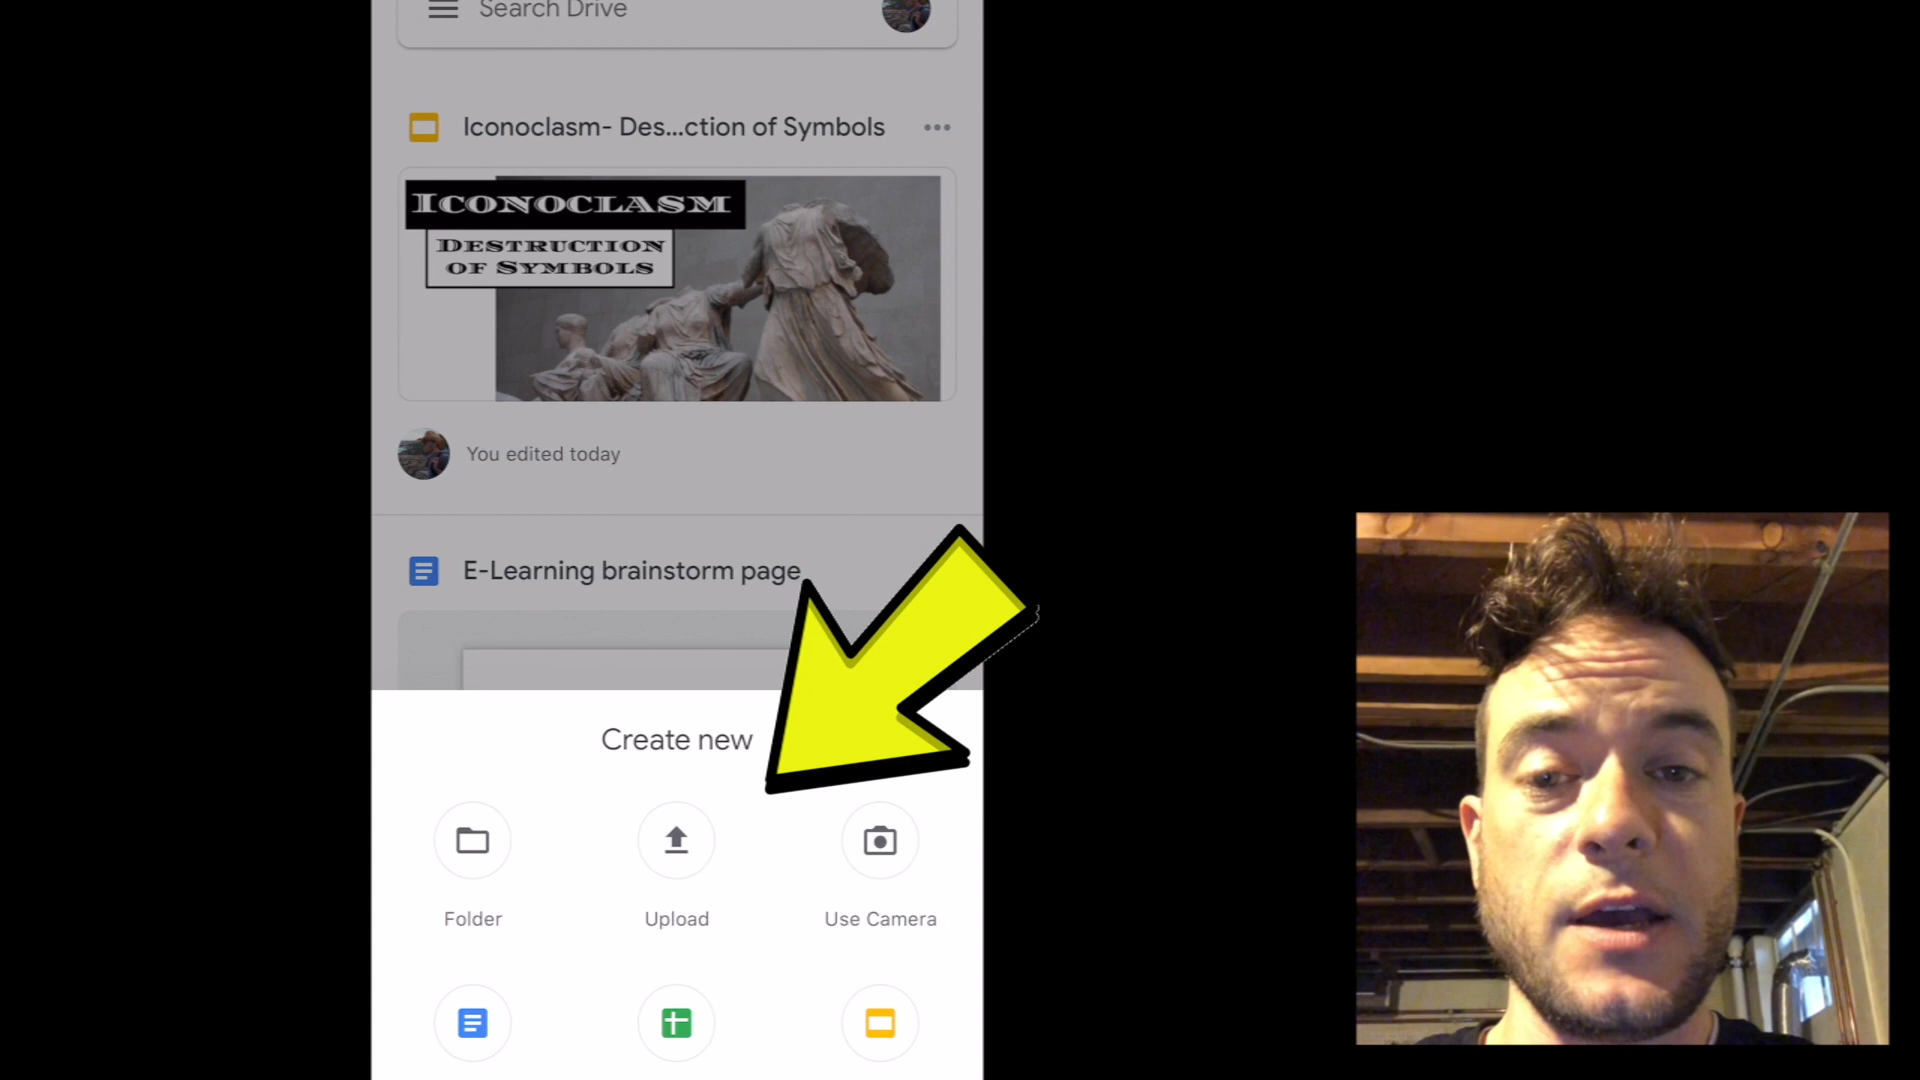 Search Drive
Iconoclasm- Des...ction of Symbols
ICONOCLASM
DESTRUCTION
OF SYMBOLS
You edited today
E-Learning brainstorm page
Create new
Folder
Upload
Use Camera